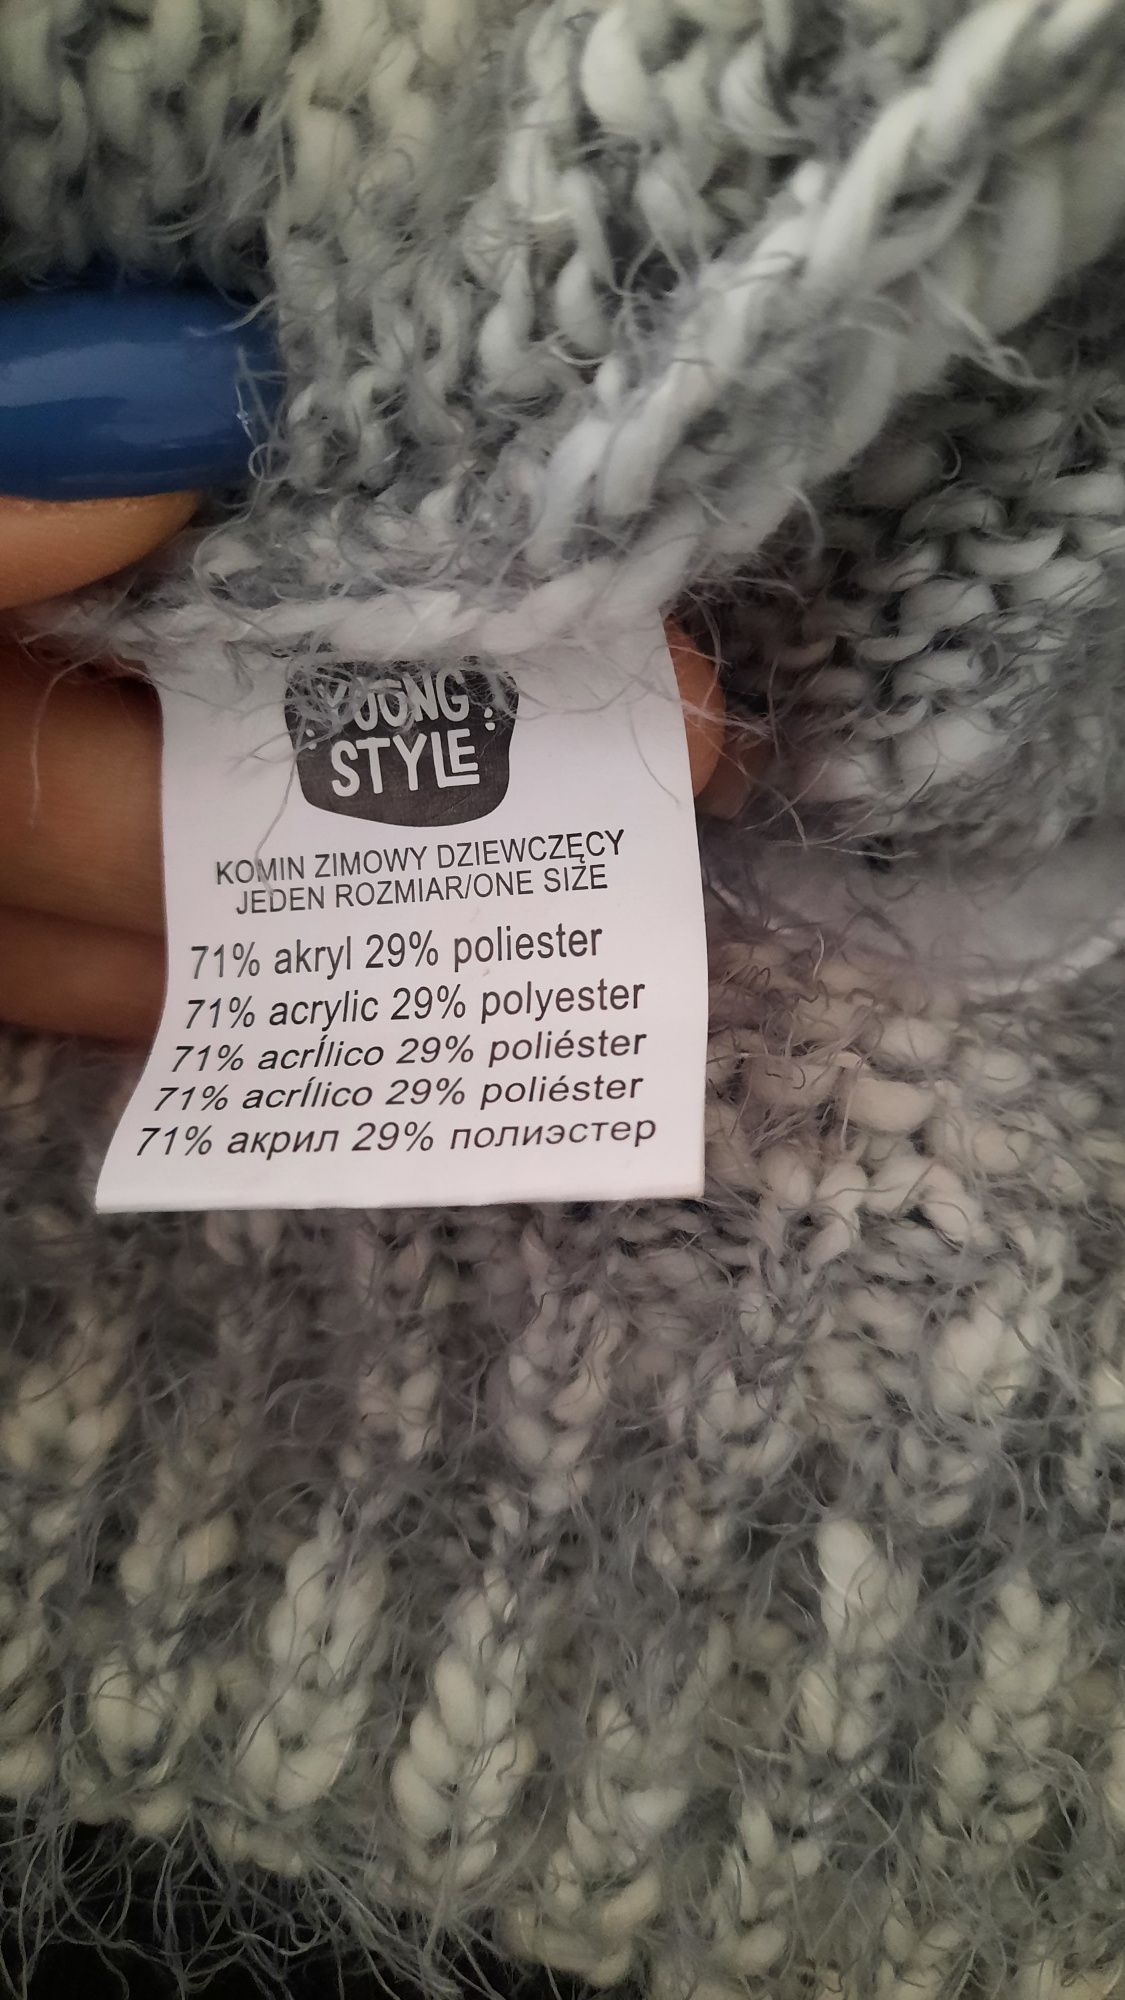 YOUNG
STYLE
KOMIN ZIMOWY DZIEWCZĘCY
JEDEN ROZMIAR/ONE SIZE
71% akryl 29% poliester
71% acrylic 29% polyester
71% acrÍlico 29% poliéster
71% acrÍlico 29% poliéster
71% акрил 29% полиэстер